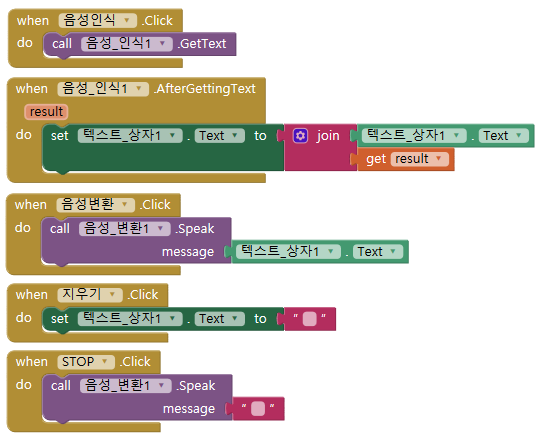 when 음성인식 .Click
do call 음성_인식1 .GetText
when 음성_인식1 .AfterGettingText
result
do set 텍스트_상자1 . Text to join 텍스트_상자1 . Text
get result
when 음성변환 .Click
do call 음성_변환1 .Speak
message 텍스트_상자1 . Text
when 지우기 .Click
do set 텍스트_상자1 . Text to " "
when STOP .Click
do call 음성_변환1 .Speak
message " "